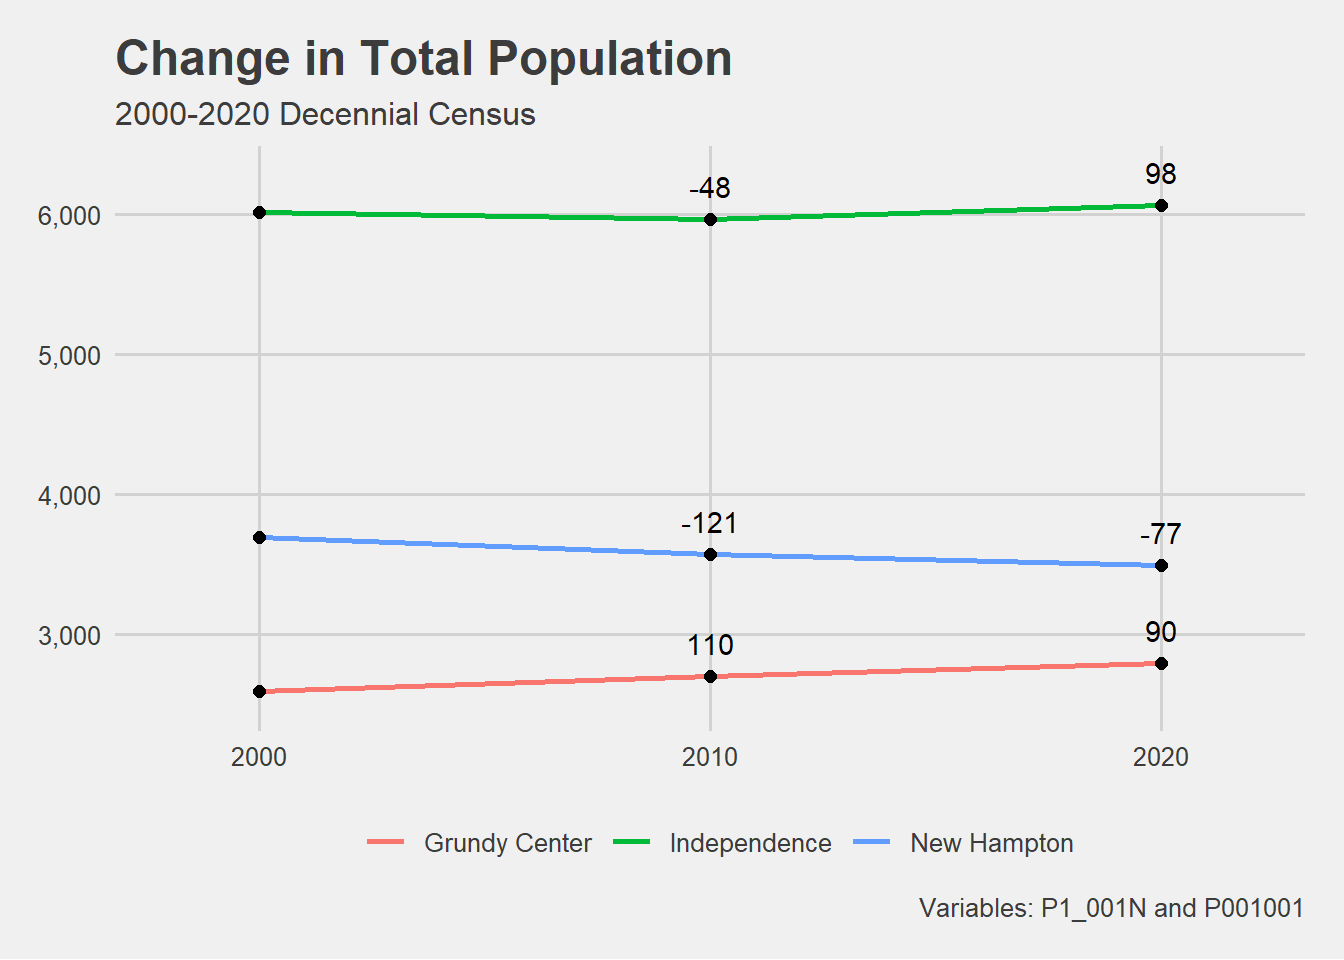 Change in Total Population
2000-2020 Decennial Census
-48
98
6,000
5,000
4,000
-121
-77
3,000
110
90
2000 2010 2020
Grundy Center Independence New Hampton
Variables: P1_001N and P001001